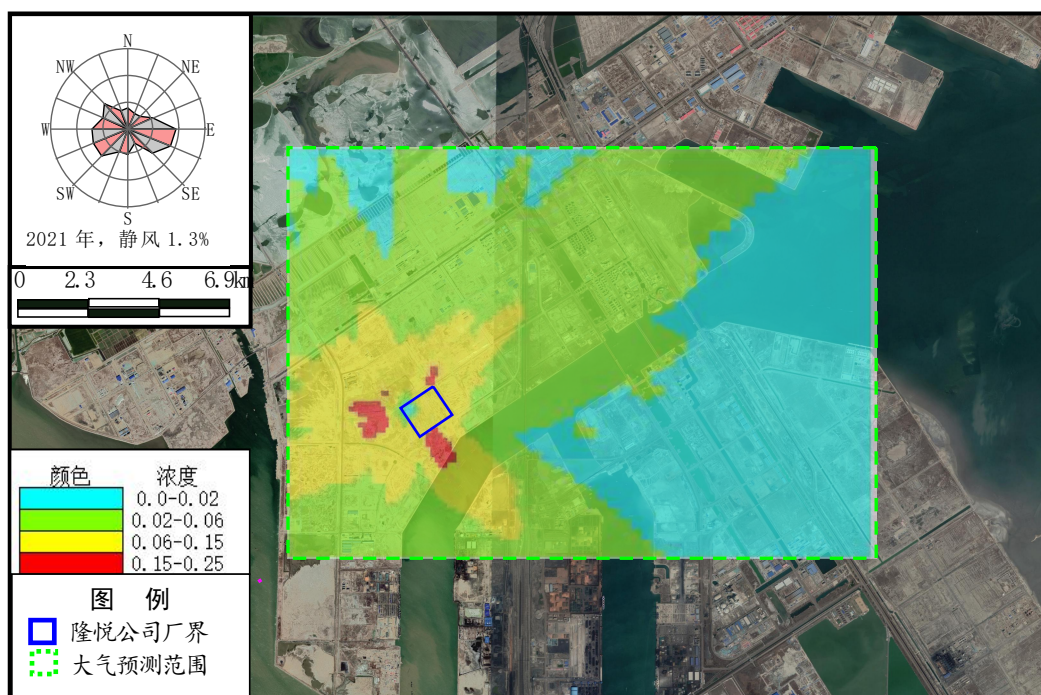 N
NW
NE
W
E
SW
SE
S
2021 年，静风 1.3%
0 2.3 4.6 6.9km
颜色 浓度
0.0-0.02
0.02-0.06
0.06-0.15
0.15-0.25
图 例
隆悦公司厂界
大气预测范围